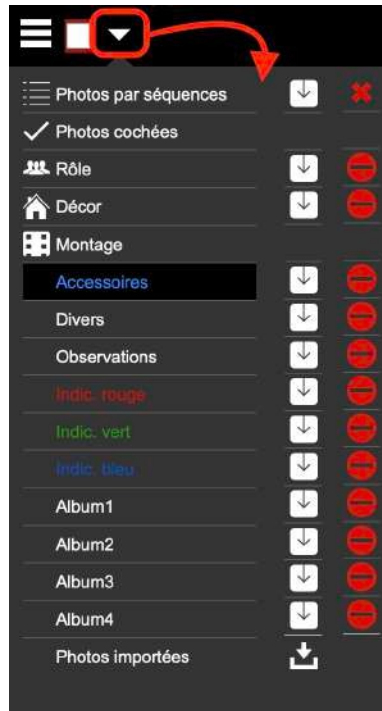 Photos par séquences
Photos cochées
Rôle
Décor
Montage
Accessoires
Divers
Observations
Indic. rouge
Indic. vert
Indic. bleu
Album1
Album2
Album3
Album4
Photos importées